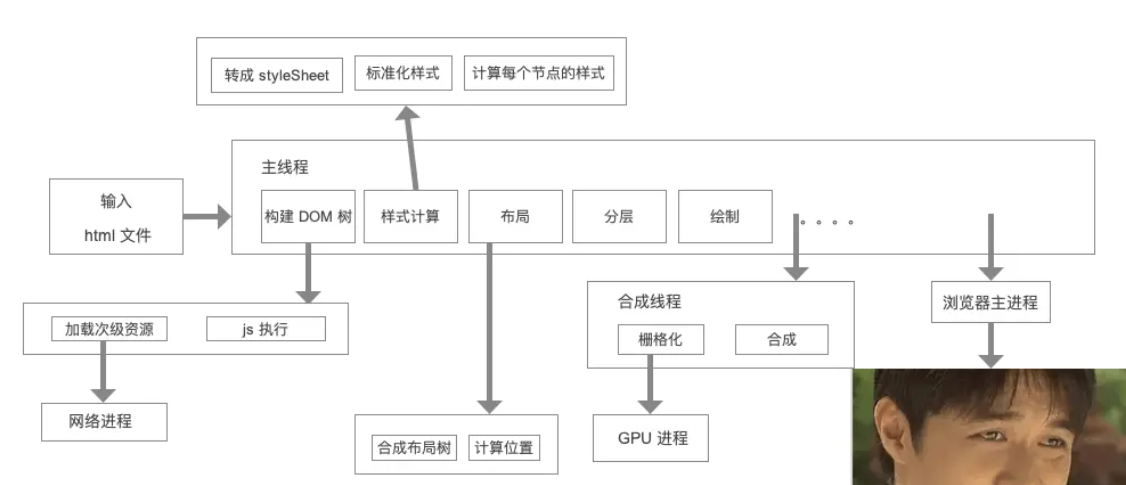 转成 styleSheet
标准化样式
计算每个节点的样式
主线程
输入
html 文件
构建 DOM 树
样式计算
布局
分层
绘制
。。。。
加载次级资源
js 执行
合成线程
栅格化
合成
浏览器主进程
网络进程
合成布局树
计算位置
GPU 进程